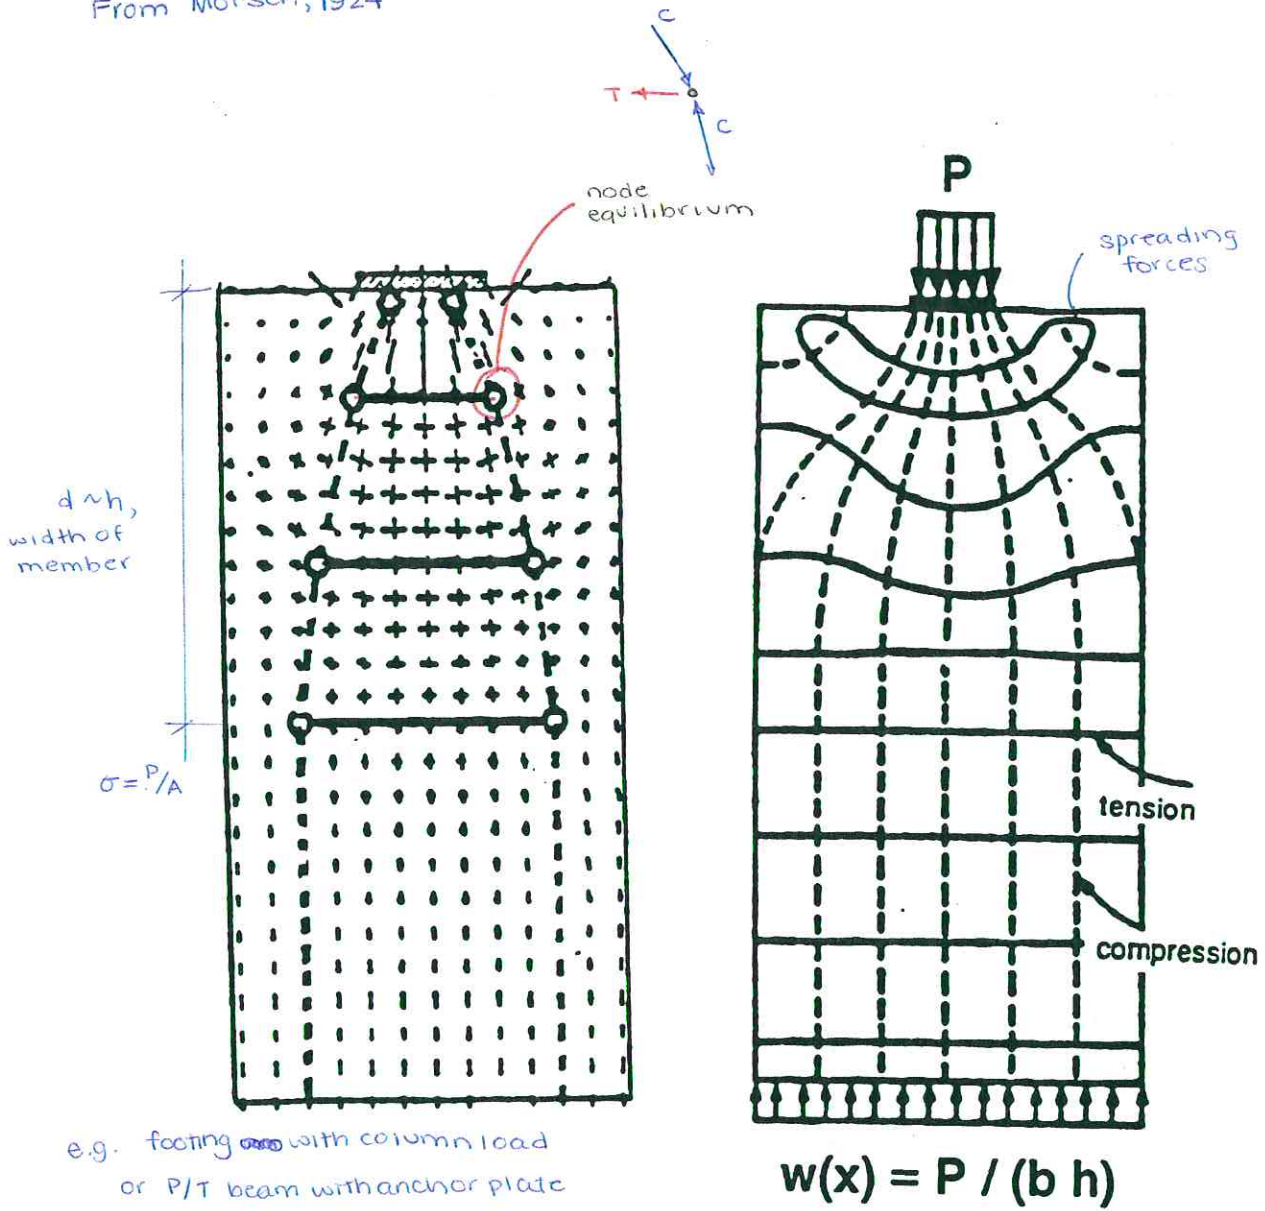 From Mörsch, 1924
C
T
C
node
equilibrium
P
spreading
forces
d ~ h,
width of
member
σ = P/A
tension
compression
e.g. footing with column load
or P/T beam with anchor plate
w(x) = P / (b h)